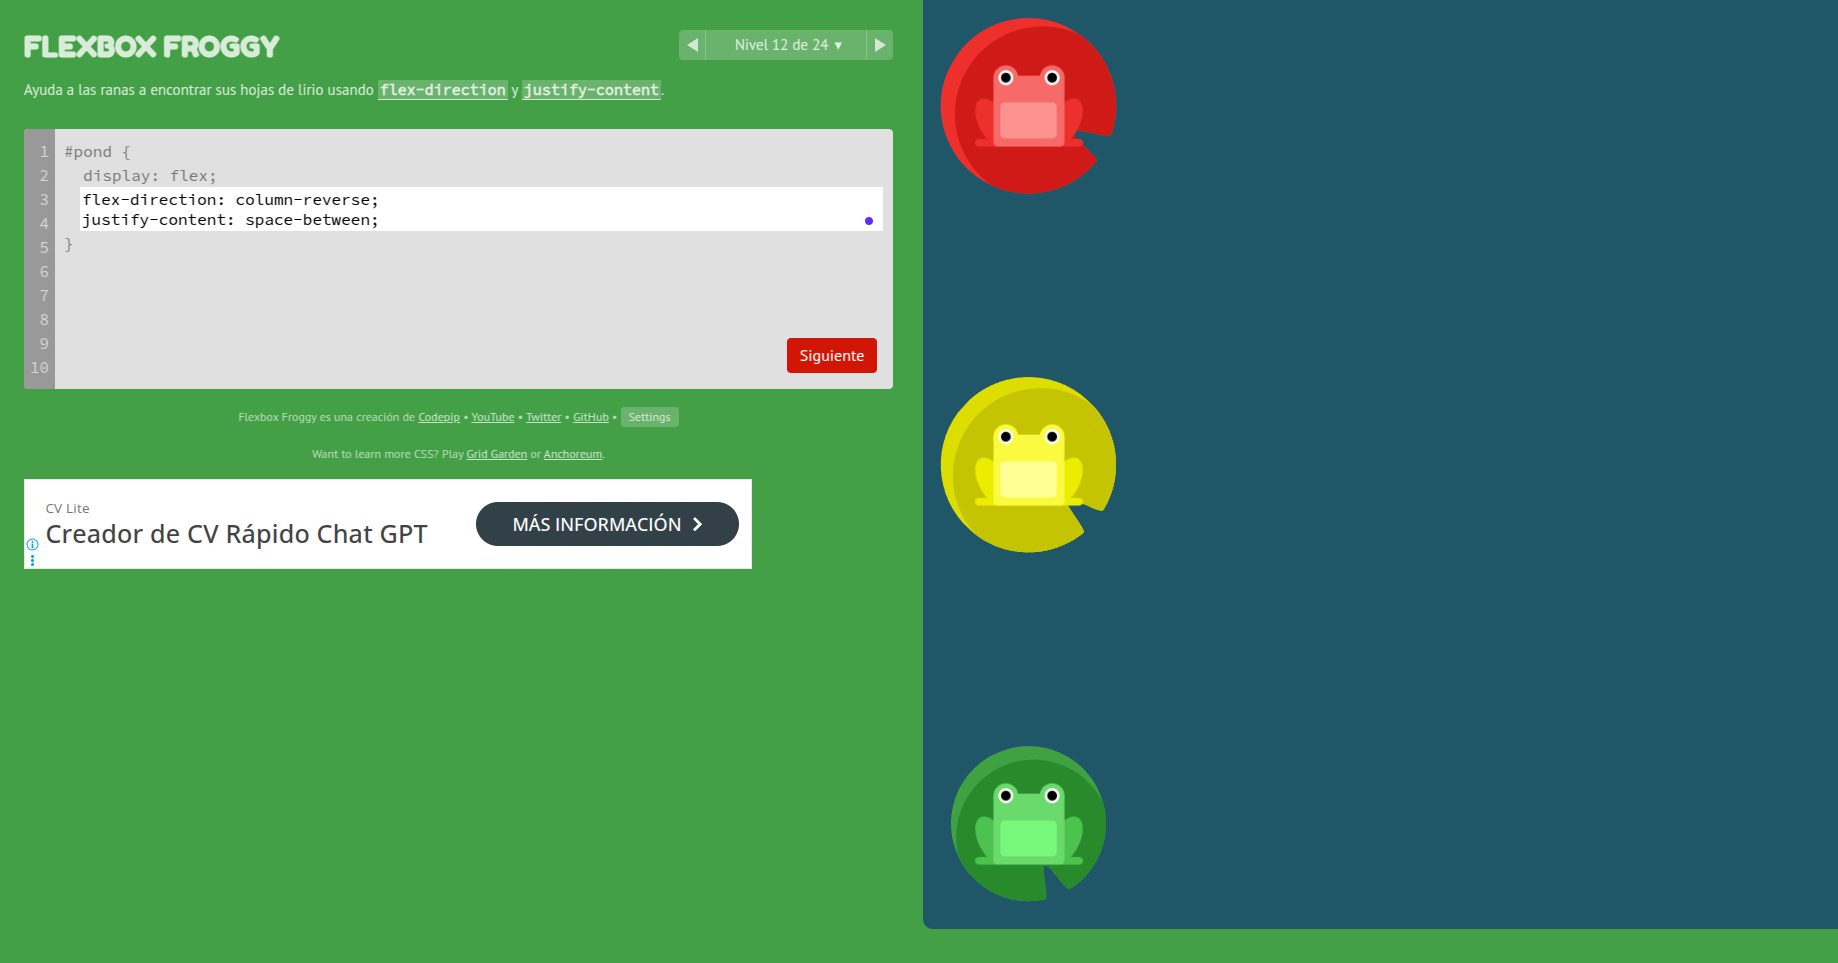 FLEXBOX FROGGY
◀ Nivel 12 de 24 ▾ ▶
Ayuda a las ranas a encontrar sus hojas de lirio usando flex-direction y justify-content.
1 #pond {
2 display: flex;
3 flex-direction: column-reverse;
4 justify-content: space-between;
5 }
6
7
8
9
10
Siguiente
Flexbox Froggy es una creación de Codepip • YouTube • Twitter • GitHub • Settings
Want to learn more CSS? Play Grid Garden or Anchoreum.
CV Lite
Creador de CV Rápido Chat GPT
MÁS INFORMACIÓN